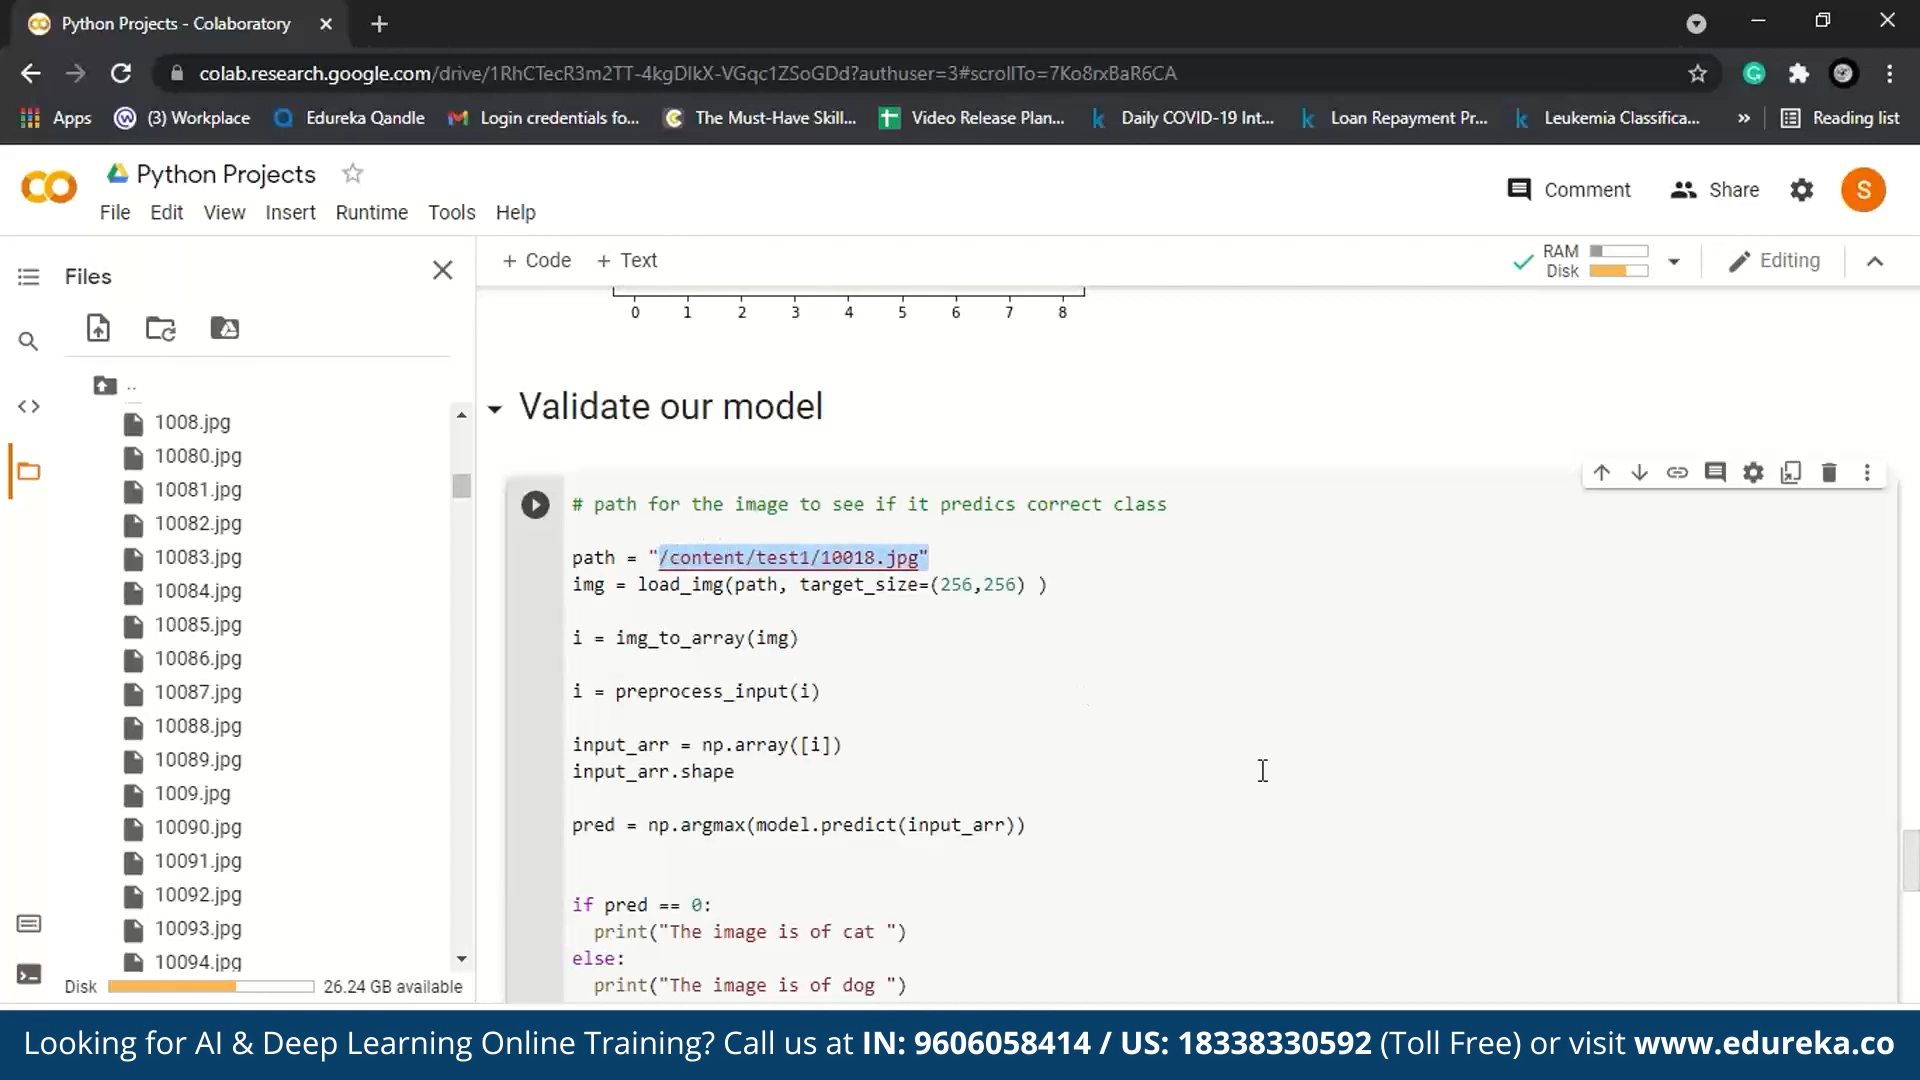 Python Projects - Colaboratory
colab.research.google.com/drive/1RhCTecR3m2TT-4kgDlkX-VGqc1ZSoGDd?authuser=3#scrollTo=7Ko8rxBaR6CA
Apps
(3) Workplace
Edureka Qandle
Login credentials fo...
The Must-Have Skill...
Video Release Plan...
Daily COVID-19 Int...
Loan Repayment Pr...
Leukemia Classifica...
»
Reading list
Python Projects
File Edit View Insert Runtime Tools Help
Comment
Share
S
Files
+ Code
+ Text
RAM
Disk
Editing
..
1008.jpg
10080.jpg
10081.jpg
10082.jpg
10083.jpg
10084.jpg
10085.jpg
10086.jpg
10087.jpg
10088.jpg
10089.jpg
1009.jpg
10090.jpg
10091.jpg
10092.jpg
10093.jpg
10094.jpg
Disk
26.24 GB available
0 1 2 3 4 5 6 7 8
Validate our model
# path for the image to see if it predics correct class
path = "/content/test1/10018.jpg"
img = load_img(path, target_size=(256,256) )
i = img_to_array(img)
i = preprocess_input(i)
input_arr = np.array([i])
input_arr.shape
pred = np.argmax(model.predict(input_arr))
if pred == 0:
print("The image is of cat ")
else:
print("The image is of dog ")
Looking for AI & Deep Learning Online Training? Call us at IN: 9606058414 / US: 18338330592 (Toll Free) or visit www.edureka.co